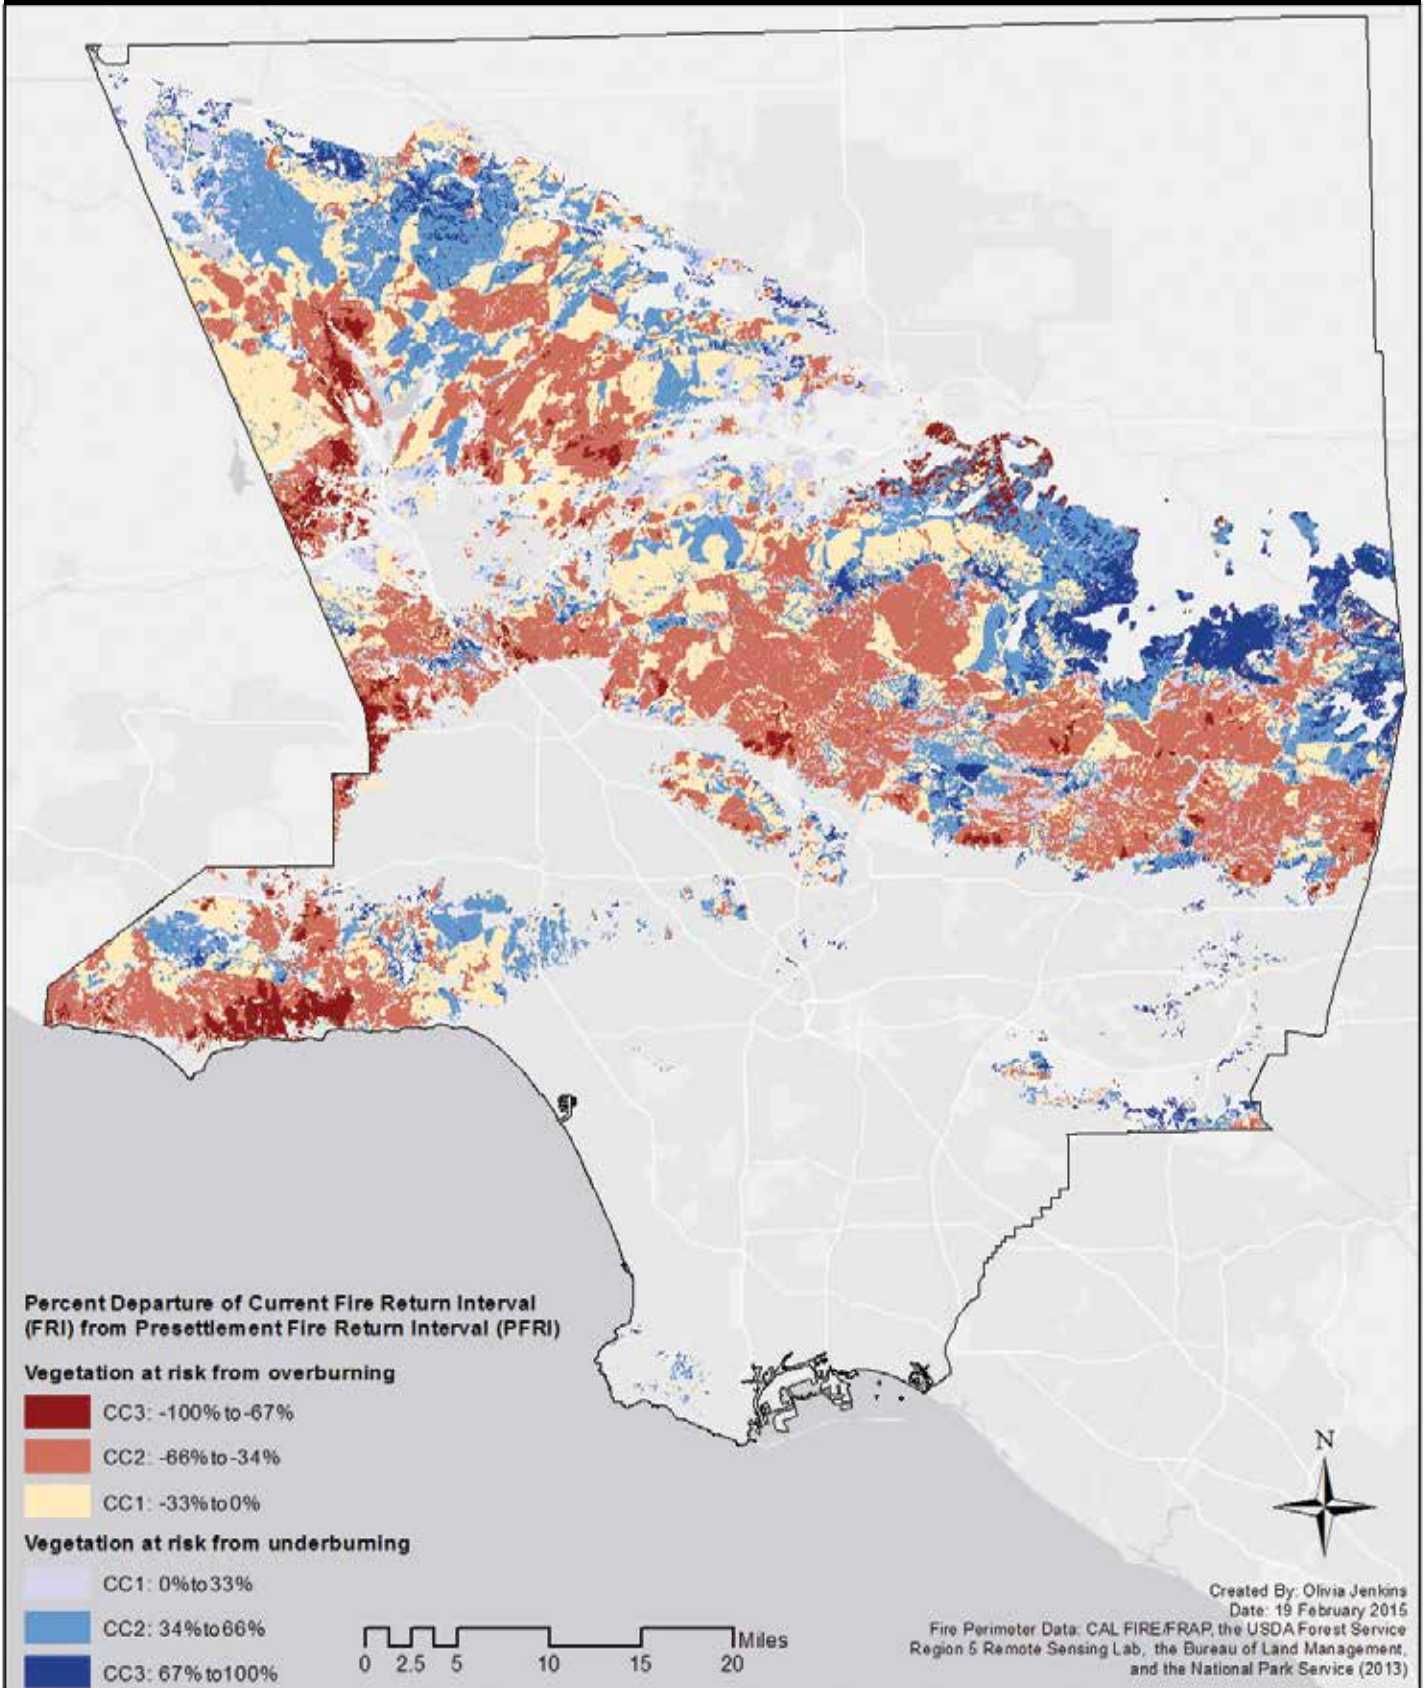 Percent Departure of Current Fire Return Interval
(FRI) from Presettlement Fire Return Interval (PFRI)
Vegetation at risk from overburning
CC3: -100% to -67%
CC2: -66% to -34%
CC1: -33% to 0%
Vegetation at risk from underburning
CC1: 0% to 33%
CC2: 34% to 66%
CC3: 67% to 100%
Miles
0 2.5 5 10 15 20
N
Created By: Olivia Jenkins
Date: 19 February 2015
Fire Perimeter Data: CAL FIRE/FRAP, the USDA Forest Service
Region 5 Remote Sensing Lab, the Bureau of Land Management,
and the National Park Service (2013)